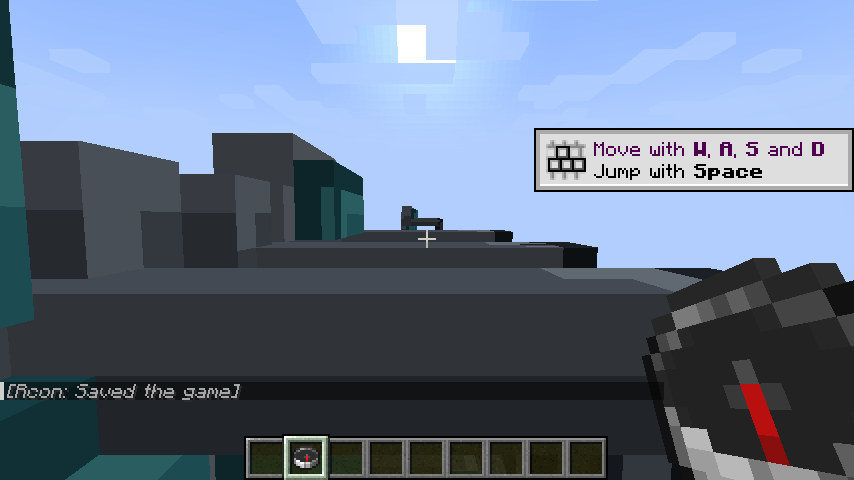 Move with W, A, S and D
Jump with Space
[Rcon: Saved the game]